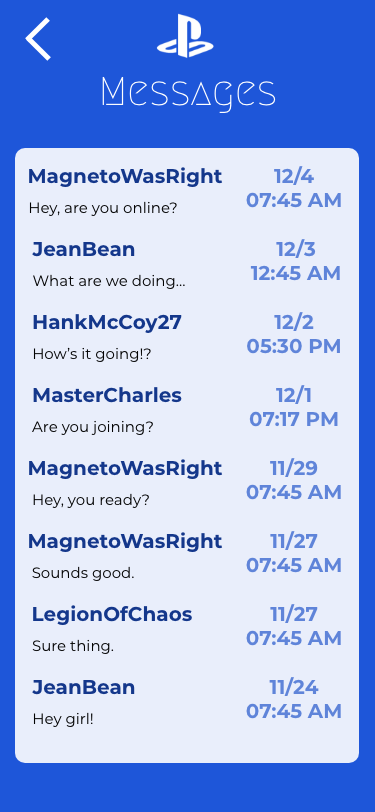 Messages
MagnetoWasRight 12/4
Hey, are you online? 07:45 AM
JeanBean 12/3
What are we doing... 12:45 AM
HankMcCoy27 12/2
How’s it going!? 05:30 PM
MasterCharles 12/1
Are you joining? 07:17 PM
MagnetoWasRight 11/29
Hey, you ready? 07:45 AM
MagnetoWasRight 11/27
Sounds good. 07:45 AM
LegionOfChaos 11/27
Sure thing. 07:45 AM
JeanBean 11/24
Hey girl! 07:45 AM